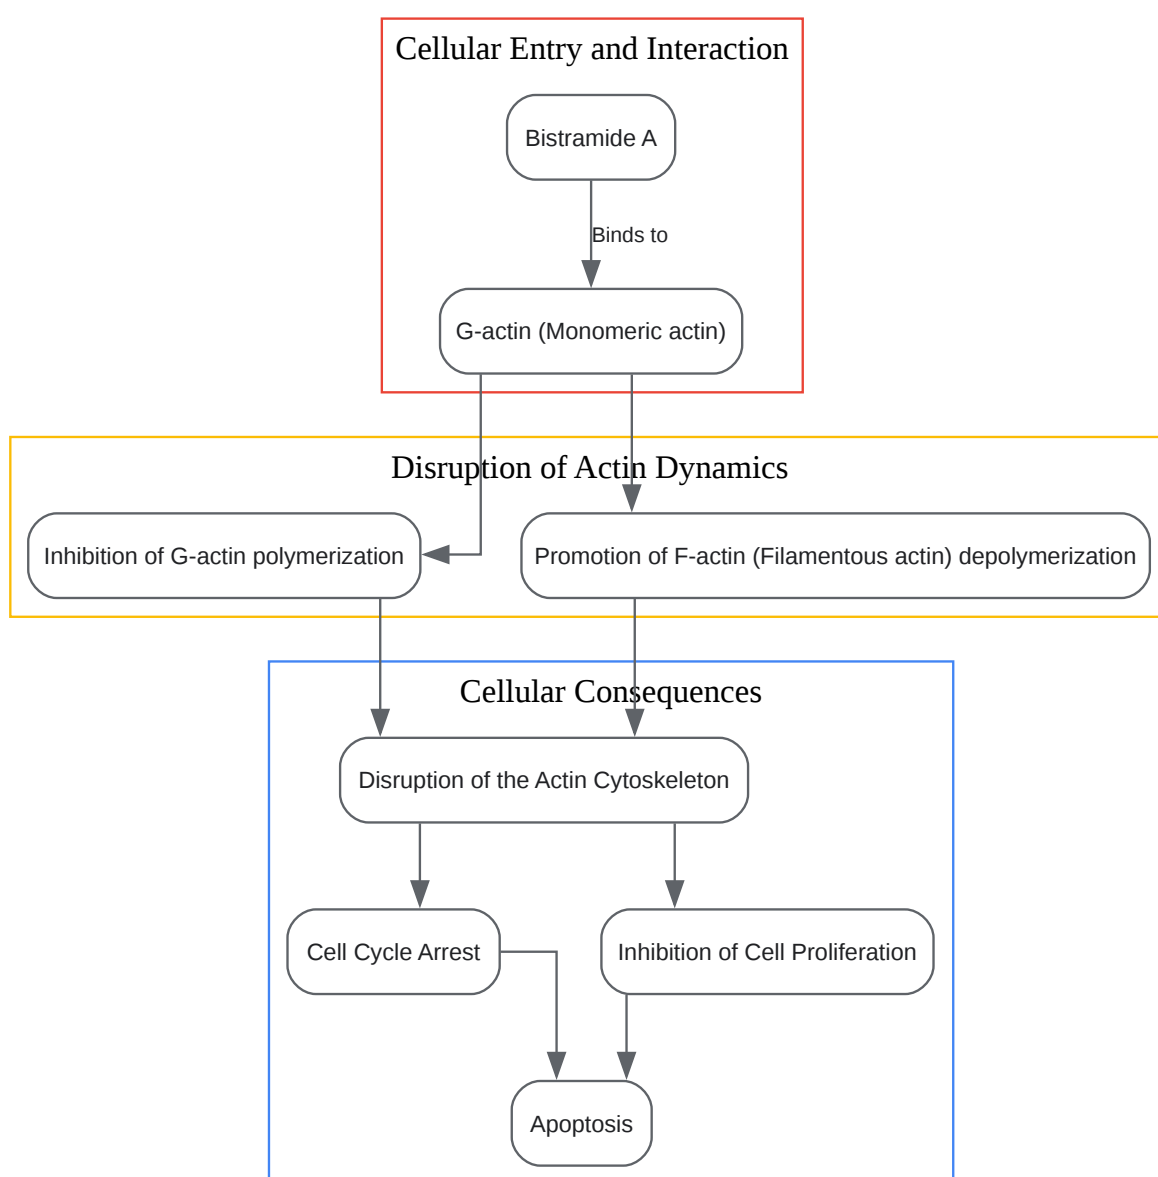 Cellular Entry and Interaction
Bistramide A
Binds to
G-actin (Monomeric actin)
Disruption of Actin Dynamics
Inhibition of G-actin polymerization
Promotion of F-actin (Filamentous actin) depolymerization
Cellular Consequences
Disruption of the Actin Cytoskeleton
Cell Cycle Arrest
Inhibition of Cell Proliferation
Apoptosis